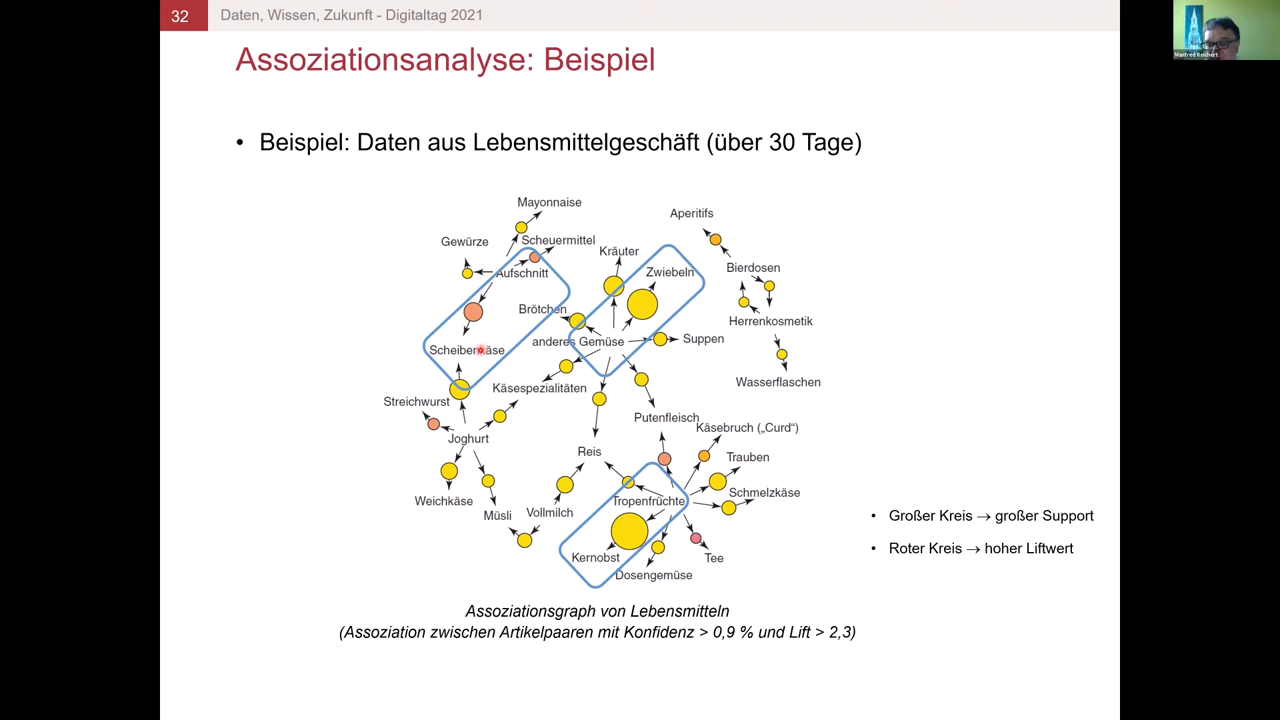 32
Daten, Wissen, Zukunft - Digitaltag 2021
Manfred Reichert
Assoziationsanalyse: Beispiel
• Beispiel: Daten aus Lebensmittelgeschäft (über 30 Tage)
Mayonnaise
Aperitifs
Gewürze
Scheuermittel
Kräuter
Aufschnitt
Zwiebeln
Bierdosen
Brötchen
Herrenkosmetik
anderes Gemüse
Suppen
Scheibenkäse
Wasserflaschen
Käsespezialitäten
Streichwurst
Putenfleisch
Käsebruch („Curd")
Joghurt
Reis
Trauben
Weichkäse
Tropenfrüchte
Schmelzkäse
Müsli
Vollmilch
Kernobst
Tee
Dosengemüse
• Großer Kreis → großer Support
• Roter Kreis → hoher Liftwert
Assoziationsgraph von Lebensmitteln
(Assoziation zwischen Artikelpaaren mit Konfidenz > 0,9 % und Lift > 2,3)